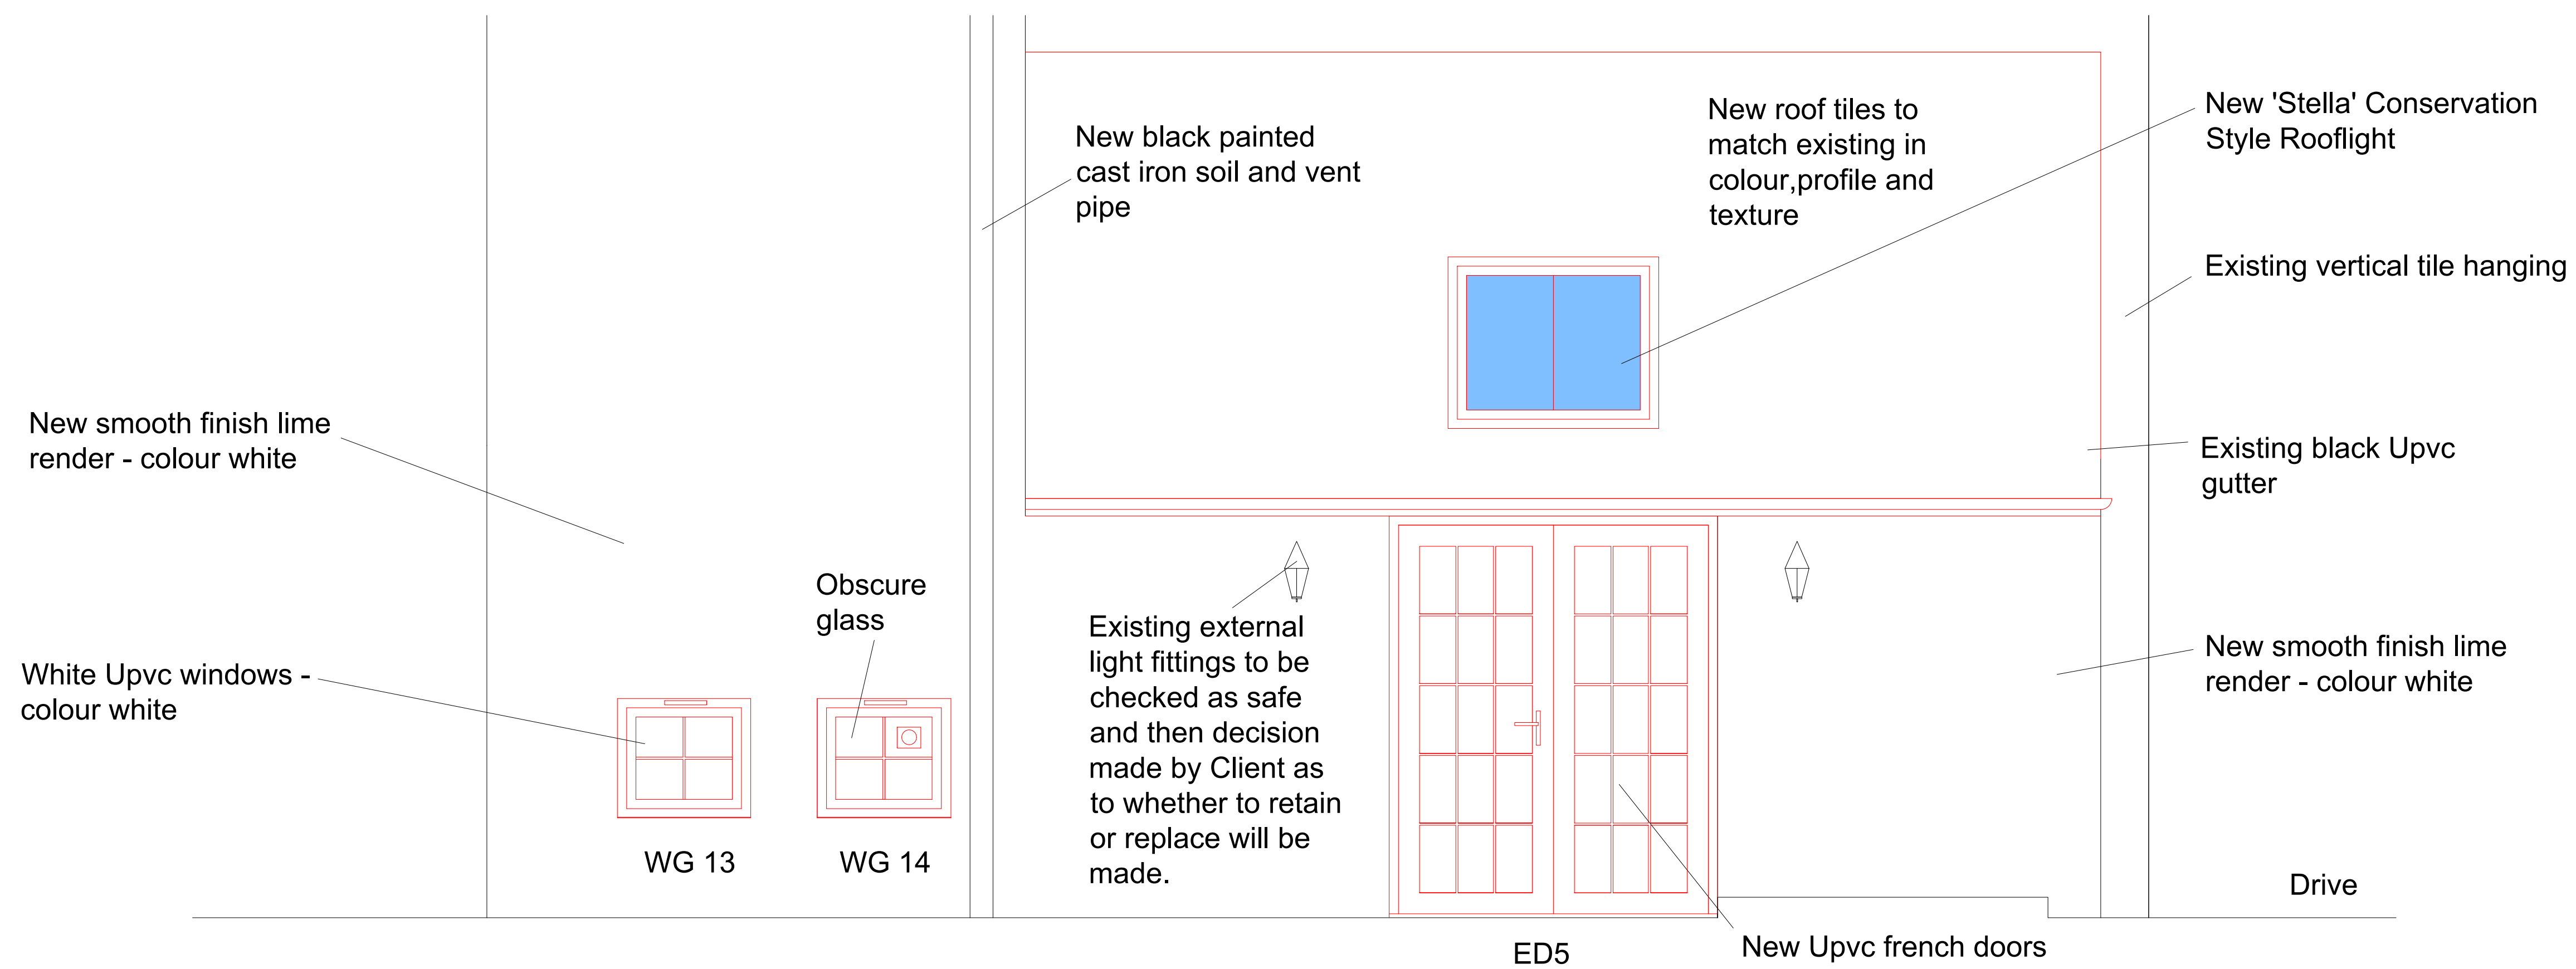 New 'Stella' Conservation
Style Rooflight
New roof tiles to
match existing in
colour,profile and
texture
New black painted
cast iron soil and vent
pipe
Existing vertical tile hanging
New smooth finish lime
render - colour white
Existing black Upvc
gutter
Obscure
glass
Existing external
light fittings to be
checked as safe
and then decision
made by Client as
to whether to retain
or replace will be
made.
White Upvc windows -
colour white
New smooth finish lime
render - colour white
WG 13
WG 14
Drive
New Upvc french doors
ED5